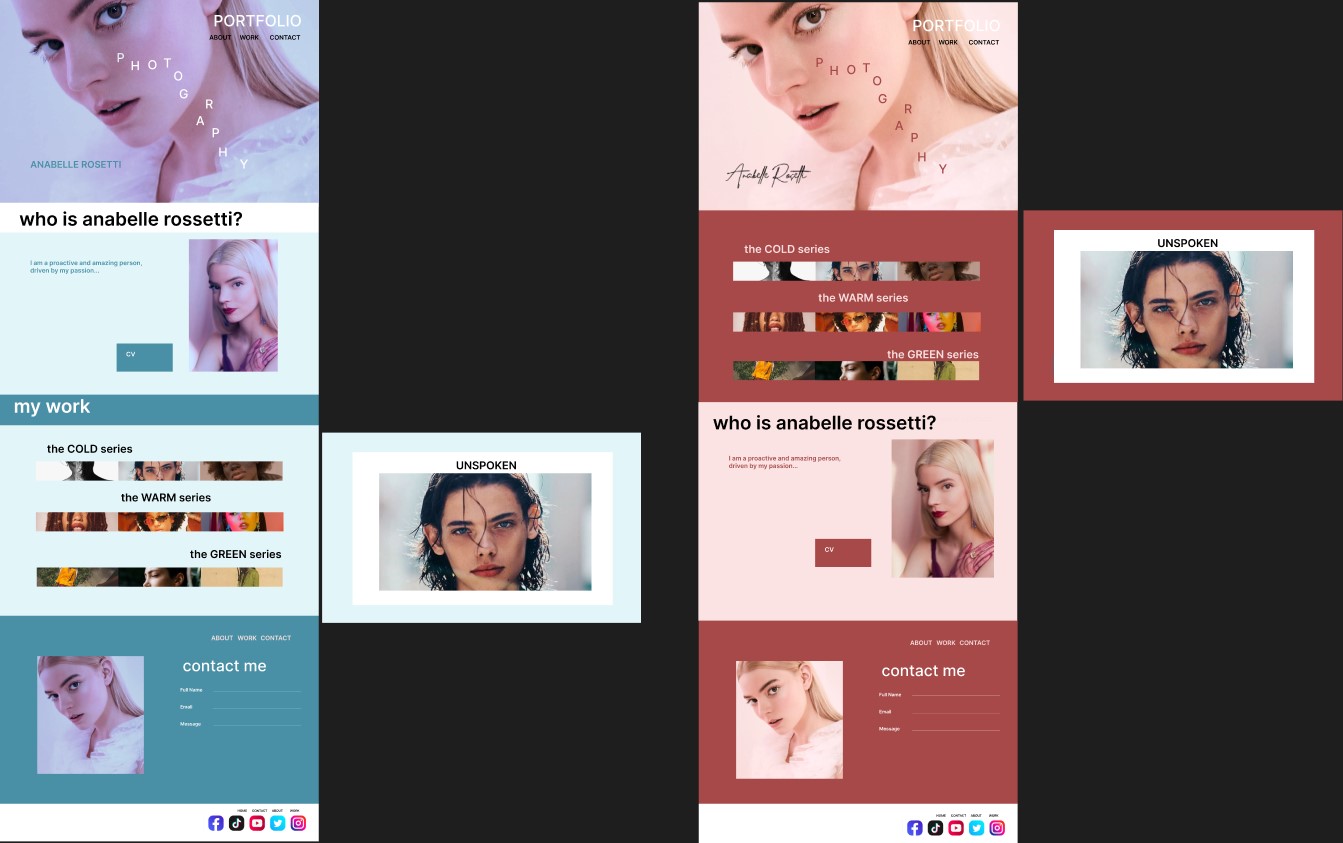 PORTFOLIO
ABOUT WORK CONTACT
PHOTOGRAPHY
ANABELLE ROSETTI
who is anabelle rossetti?
I am a proactive and amazing person,
driven by my passion...
CV
my work
the COLD series
the WARM series
the GREEN series
ABOUT WORK CONTACT
contact me
Full Name
Email
Message
HOME CONTACT ABOUT WORK
UNSPOKEN
PORTFOLIO
ABOUT WORK CONTACT
PHOTOGRAPHY
Anabelle Rosetti
the COLD series
the WARM series
the GREEN series
who is anabelle rossetti?
I am a proactive and amazing person,
driven by my passion...
CV
ABOUT WORK CONTACT
contact me
Full Name
Email
Message
HOME CONTACT ABOUT WORK
UNSPOKEN